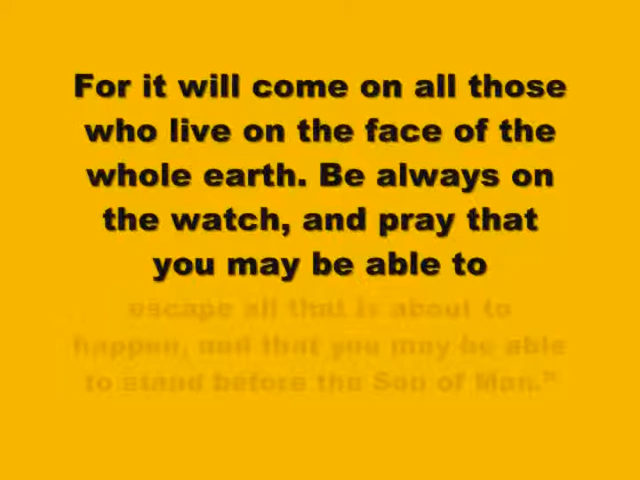 For it will come on all those
who live on the face of the
whole earth. Be always on
the watch, and pray that
you may be able to
escape all that is about to
happen, and that you may be able
to stand before the Son of Man."